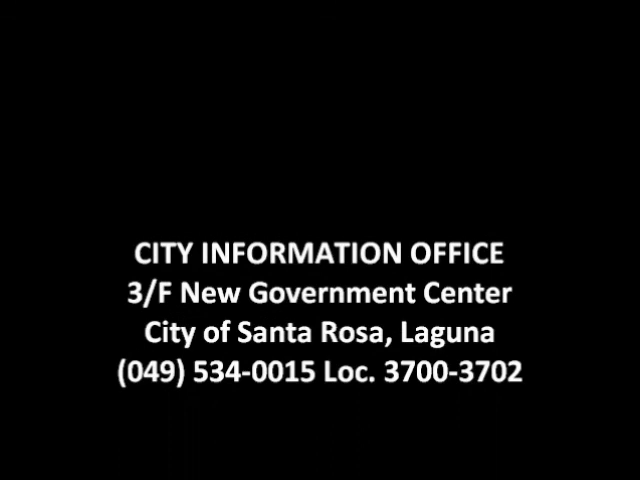 CITY INFORMATION OFFICE
3/F New Government Center
City of Santa Rosa, Laguna
(049) 534-0015 Loc. 3700-3702